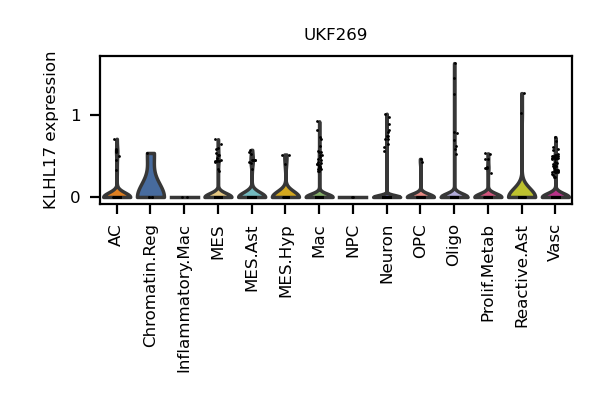 UKF269
KLHL17 expression
1
0
AC
Chromatin.Reg
Inflammatory.Mac
MES
MES.Ast
MES.Hyp
Mac
NPC
Neuron
OPC
Oligo
Prolif.Metab
Reactive.Ast
Vasc